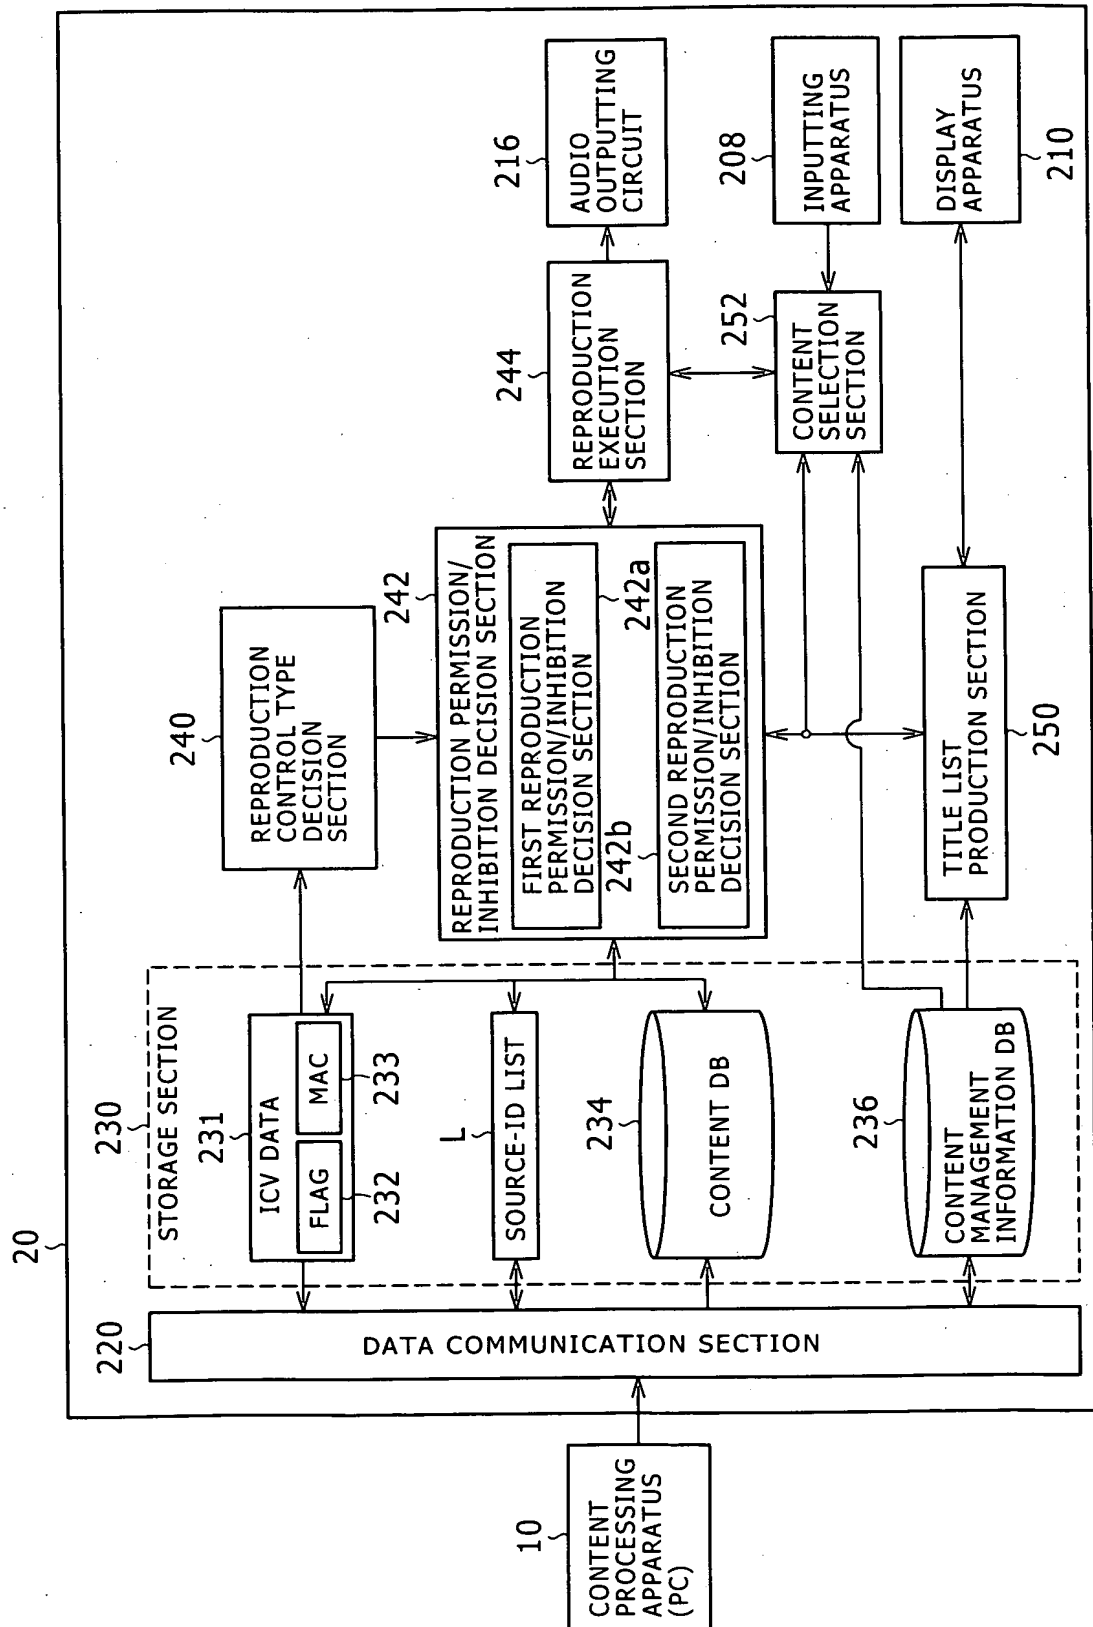 20
10
CONTENT
PROCESSING
APPARATUS
(PC)
220
DATA COMMUNICATION SECTION
230
STORAGE SECTION
231
ICV DATA
FLAG
232
MAC
233
L
SOURCE-ID LIST
234
CONTENT DB
236
CONTENT
MANAGEMENT
INFORMATION DB
240
REPRODUCTION
CONTROL TYPE
DECISION
SECTION
242
REPRODUCTION PERMISSION/
INHIBITION DECISION SECTION
FIRST REPRODUCTION
PERMISSION/INHIBITION
DECISION SECTION
242a
242b
SECOND REPRODUCTION
PERMISSION/INHIBITION
DECISION SECTION
TITLE LIST
PRODUCTION SECTION
250
244
REPRODUCTION
EXECUTION
SECTION
252
CONTENT
SELECTION
SECTION
216
AUDIO
OUTPUTTING
CIRCUIT
208
INPUTTING
APPARATUS
DISPLAY
APPARATUS
210